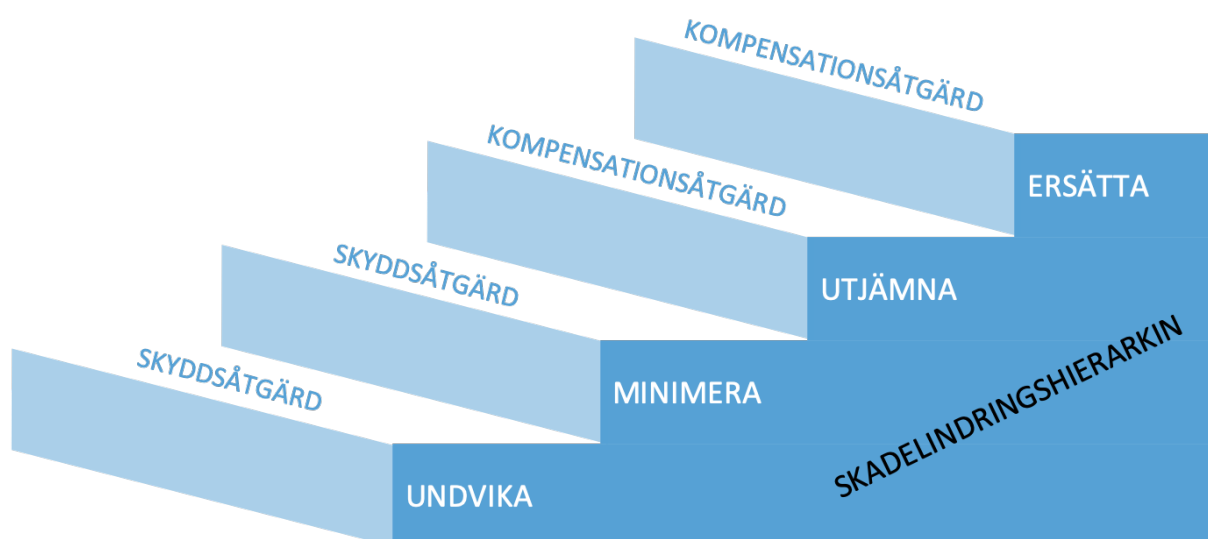 KOMPENSATIONSÅTGÄRD
ERSÄTTA
KOMPENSATIONSÅTGÄRD
UTJÄMNA
SKYDDSÅTGÄRD
MINIMERA
SKYDDSÅTGÄRD
UNDVIKA
SKADELINDRINGSHIERARKIN